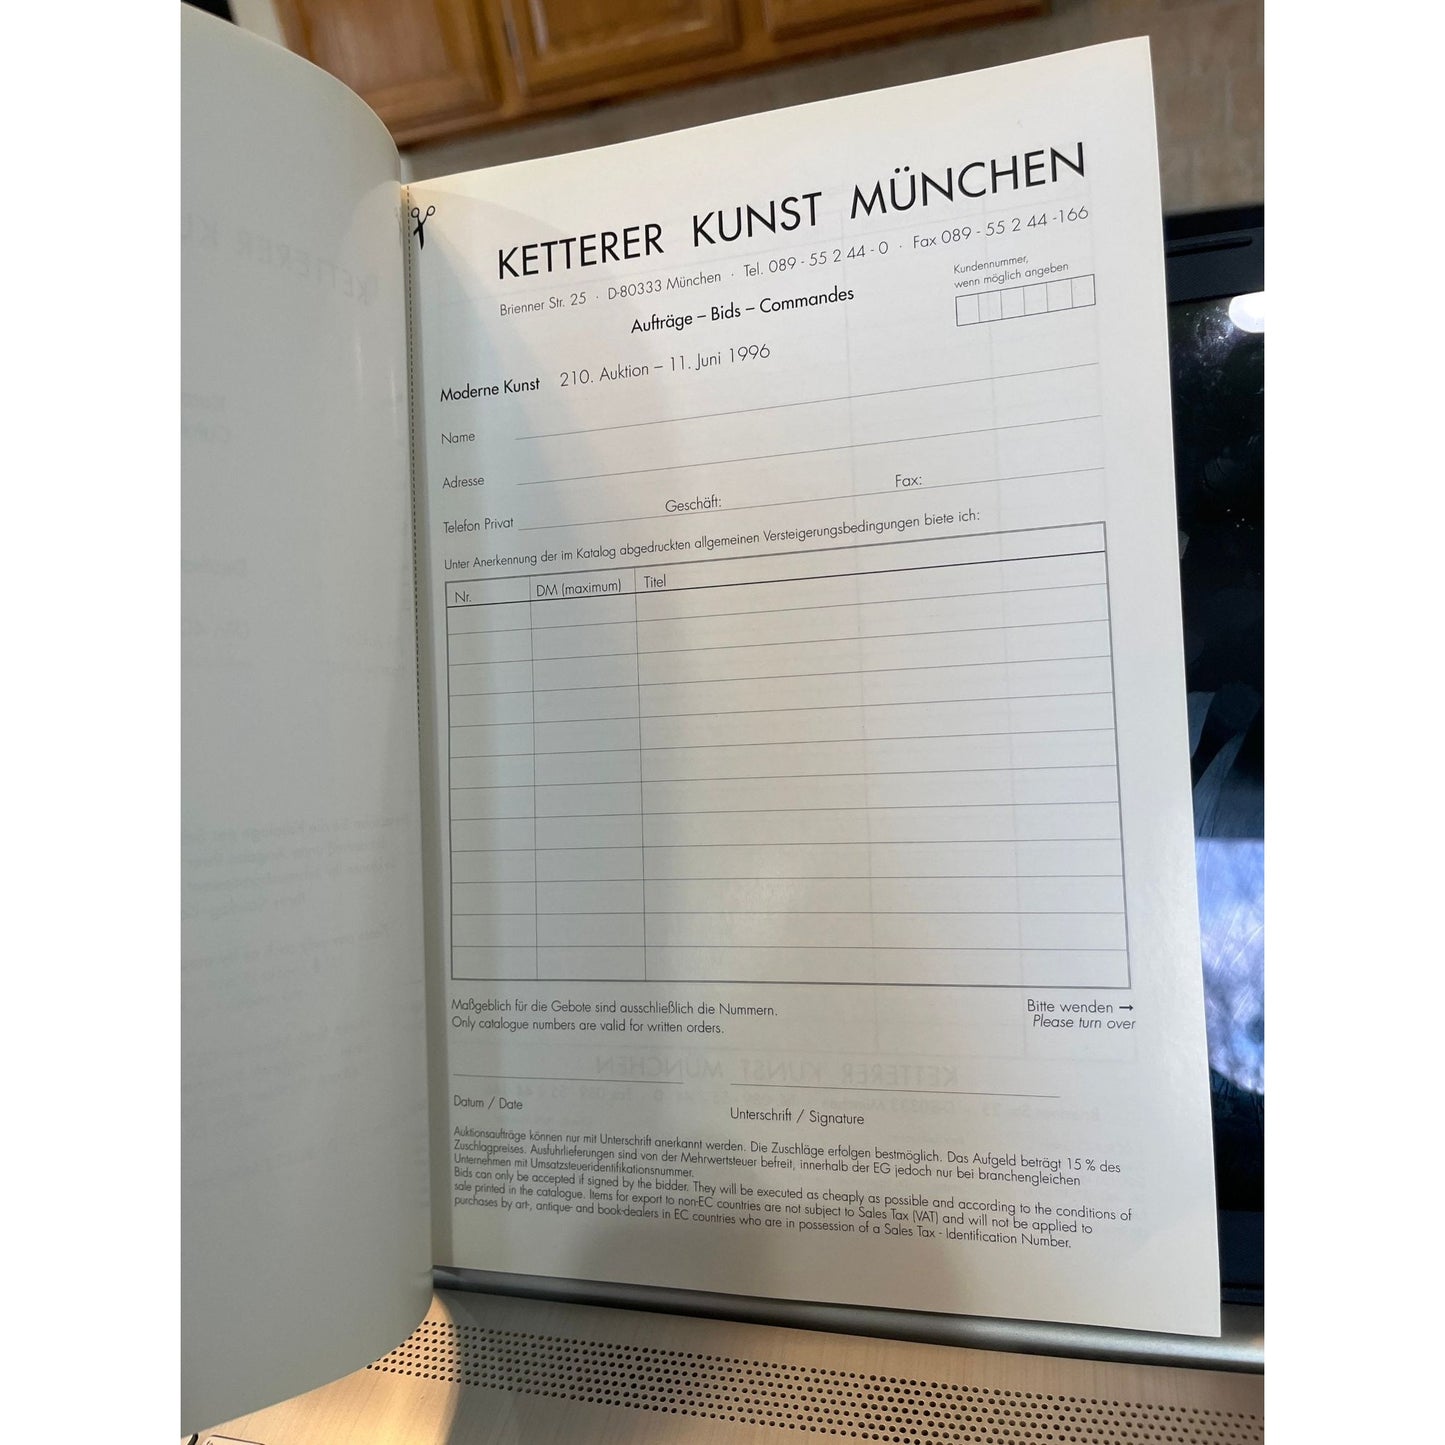 KETTERER KUNST MÜNCHEN
Brienner Str. 25 · D-80333 München · Tel. 089 - 55 2 44 - 0 · Fax 089 - 55 2 44 -166
Aufträge – Bids – Commandes
Kundennummer,
wenn möglich angeben
Moderne Kunst 210. Auktion – 11. Juni 1996
Name
Adresse
Telefon Privat Geschäft: Fax:
Unter Anerkennung der im Katalog abgedruckten allgemeinen Versteigerungsbedingungen biete ich:
Nr. DM (maximum) Titel
Maßgeblich für die Gebote sind ausschließlich die Nummern.
Only catalogue numbers are valid for written orders.
Bitte wenden →
Please turn over
Datum / Date
Unterschrift / Signature
Auktionsaufträge können nur mit Unterschrift anerkannt werden. Die Zuschläge erfolgen bestmöglich. Das Aufgeld beträgt 15 % des
Zuschlagpreises. Ausfuhrlieferungen sind von der Mehrwertsteuer befreit, innerhalb der EG jedoch nur bei branchengleichen
Unternehmen mit Umsatzsteueridentifikationsnummer.
Bids can only be accepted if signed by the bidder. They will be executed as cheaply as possible and according to the conditions of
sale printed in the catalogue. Items for export to non-EC countries are not subject to Sales Tax (VAT) and will not be applied to
purchases by art-, antique- and book-dealers in EC countries who are in possession of a Sales Tax - Identification Number.